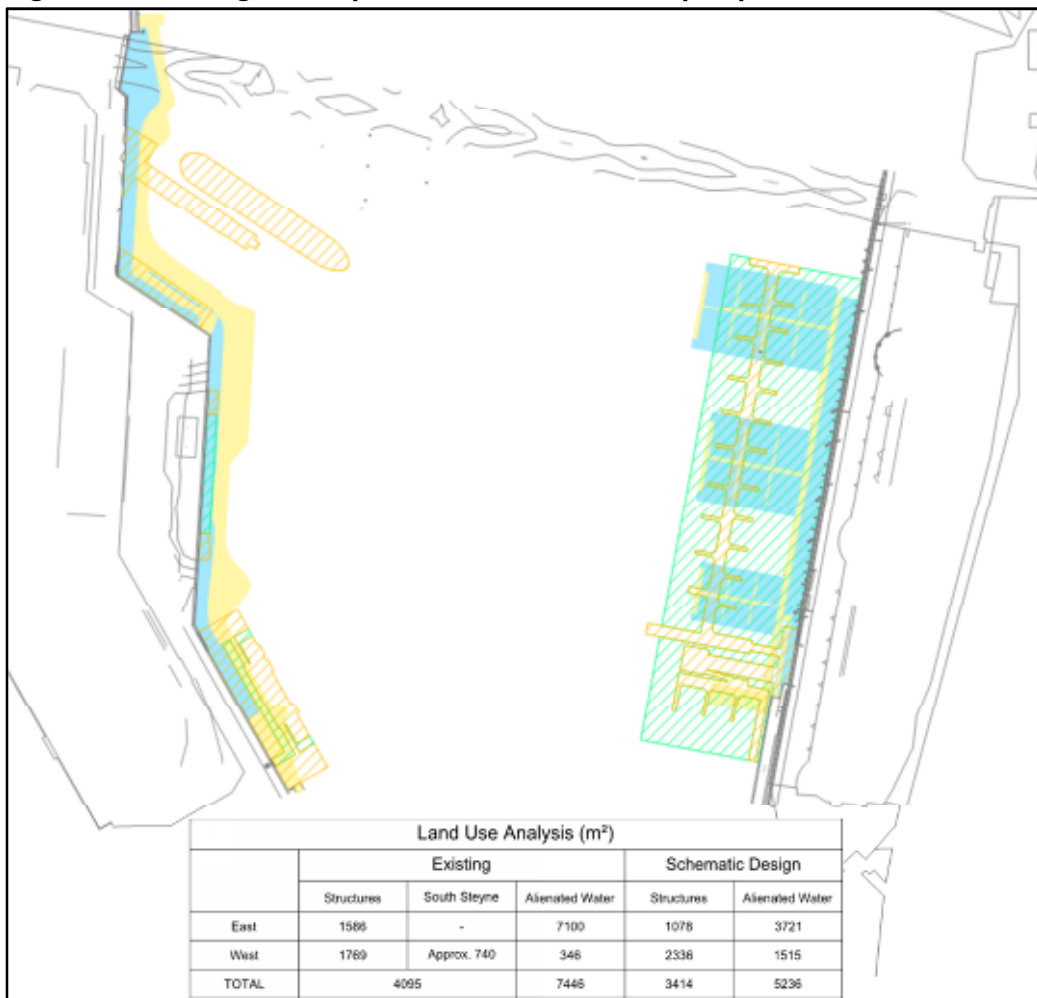 Land Use Analysis (m²)
Existing Schematic Design
Structures South Steyne Alienated Water Structures Alienated Water
East 1586 - 7100 1078 3721
West 1769 Approx. 740 346 2336 1515
TOTAL 4095 7446 3414 5236